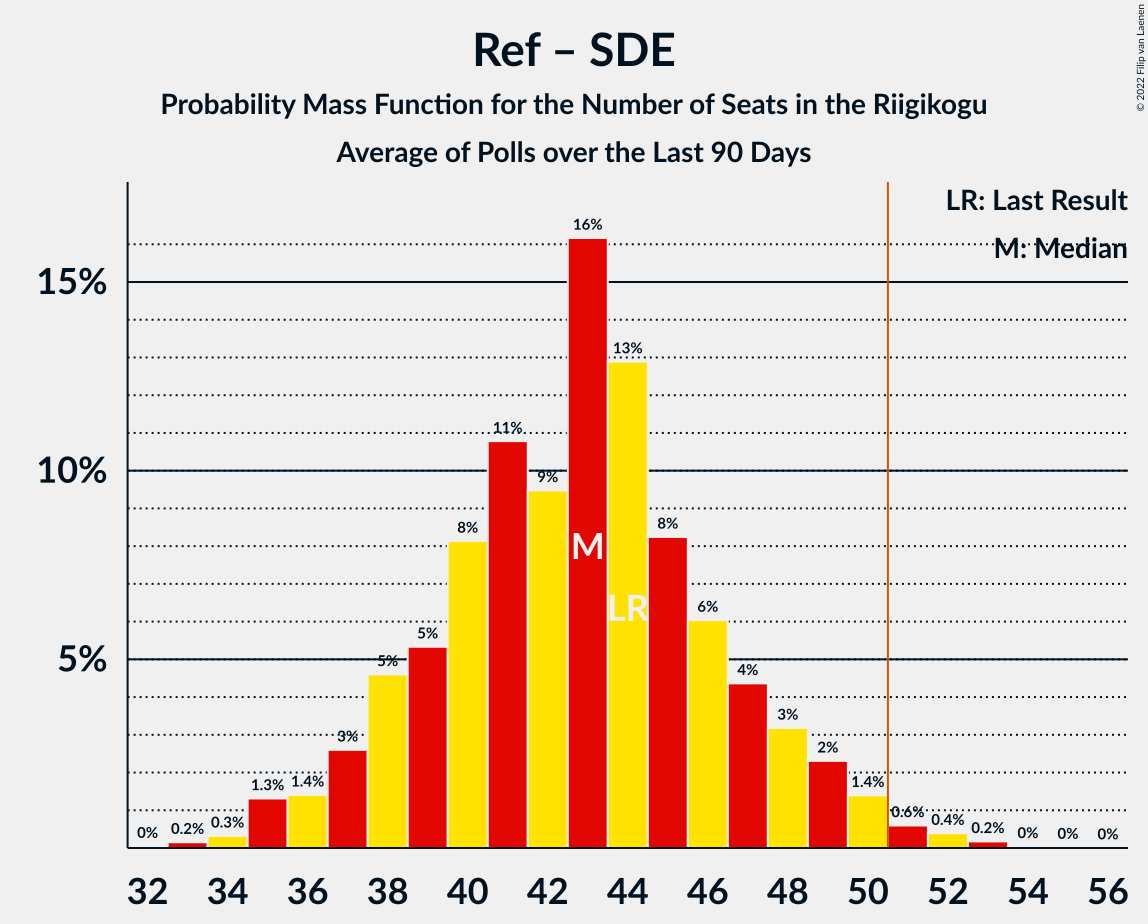 Ref – SDE
Probability Mass Function for the Number of Seats in the Riigikogu
Average of Polls over the Last 90 Days
© 2022 Filip van Laenen
LR: Last Result
M: Median
15%
10%
5%
0% 0.2% 0.3% 1.3% 1.4% 3% 5% 5% 8% 11% 9% 16% 13% 8% 6% 4% 3% 2% 1.4% 0.6% 0.4% 0.2% 0% 0% 0%
M
LR
32 34 36 38 40 42 44 46 48 50 52 54 56